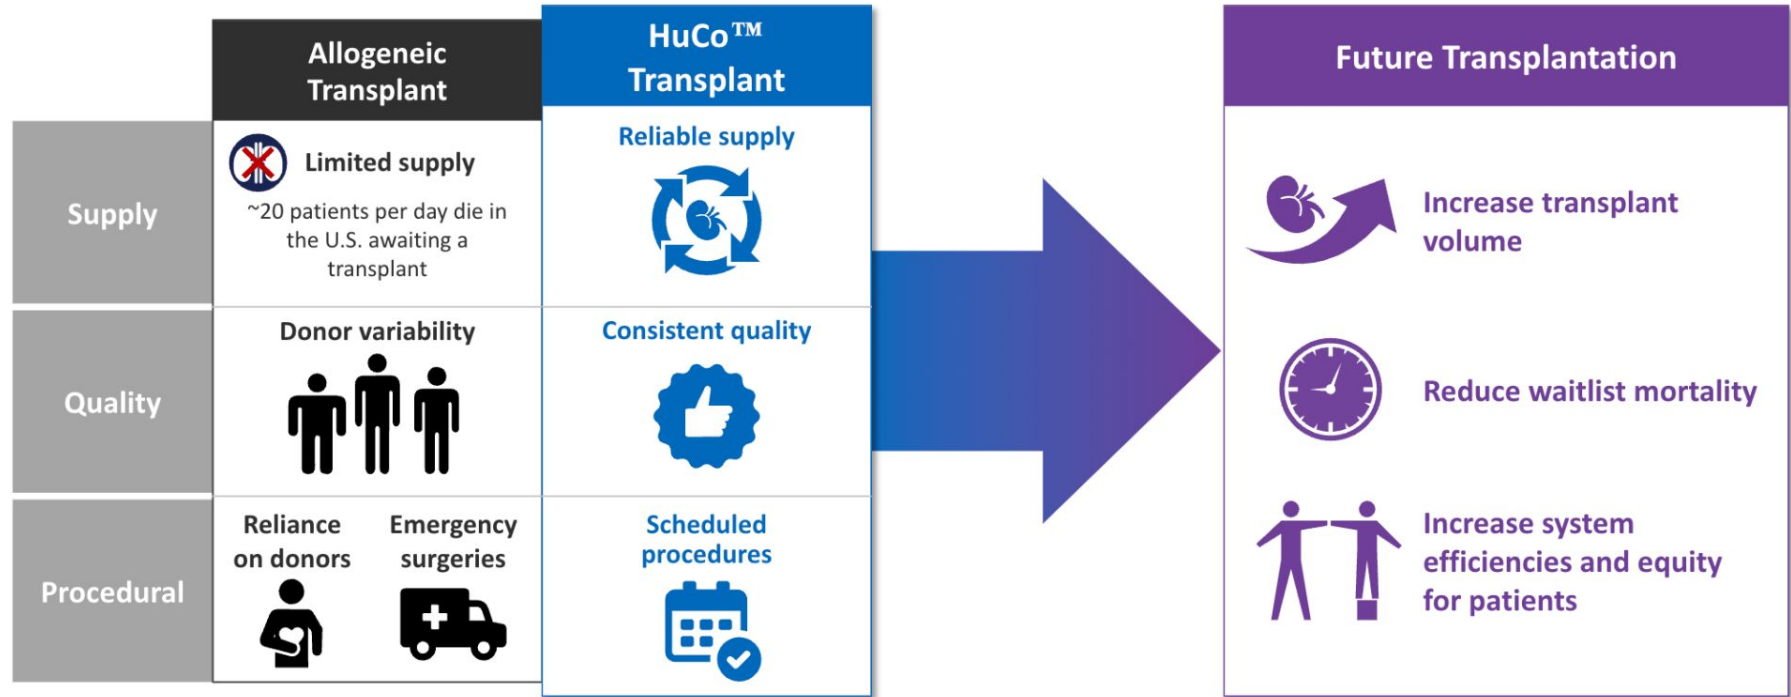 Allogeneic
Transplant
HuCo™
Transplant
Future Transplantation
Supply
Limited supply
~20 patients per day die in
the U.S. awaiting a
transplant
Reliable supply
Increase transplant
volume
Quality
Donor variability
Consistent quality
Reduce waitlist mortality
Procedural
Reliance
on donors
Emergency
surgeries
Scheduled
procedures
Increase system
efficiencies and equity
for patients